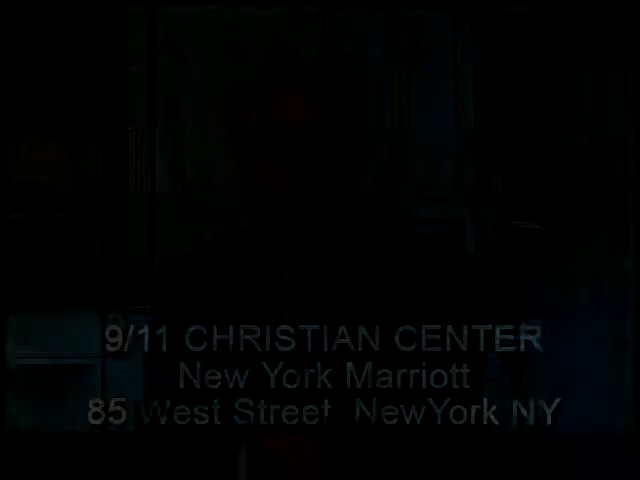 9/11 CHRISTIAN CENTER
New York Marriott
85 West Street NewYork NY